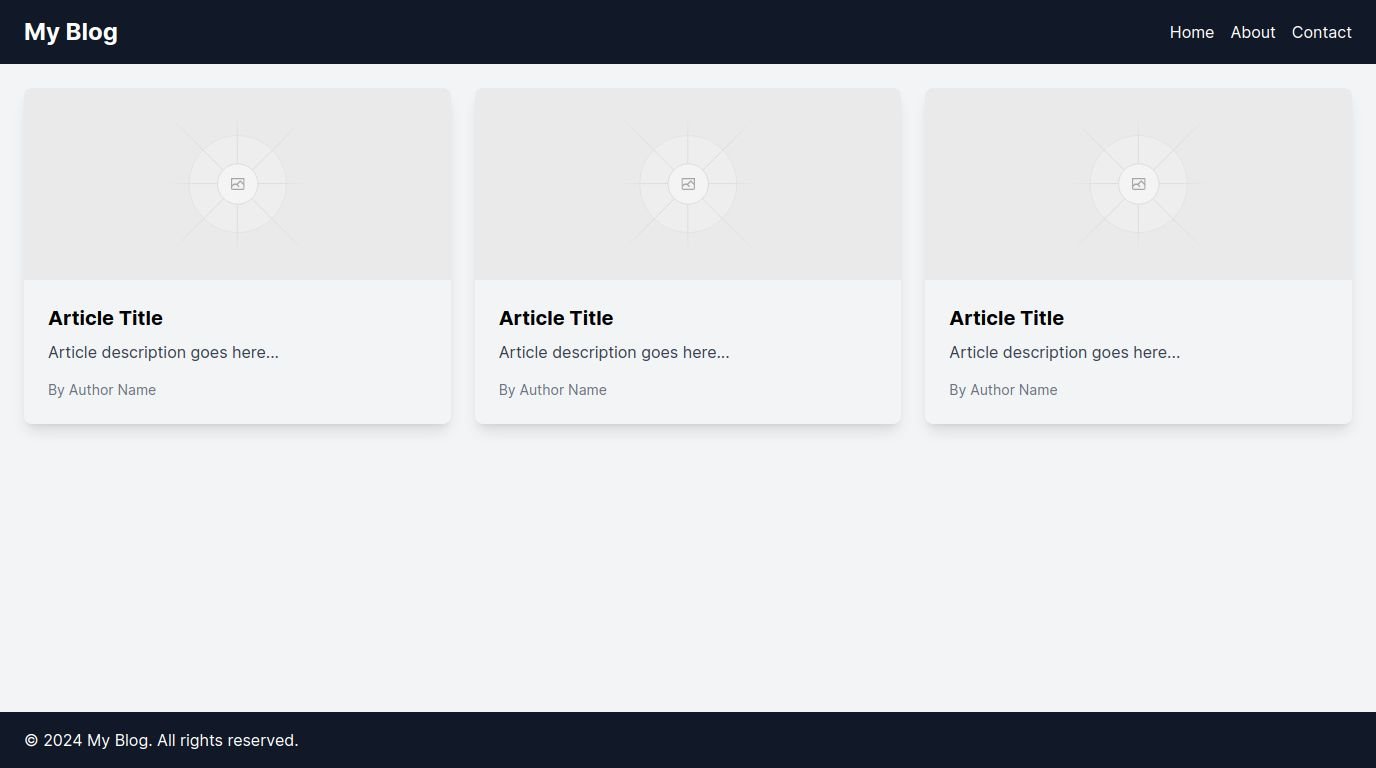 My Blog
Home About Contact
Article Title
Article description goes here...
By Author Name
Article Title
Article description goes here...
By Author Name
Article Title
Article description goes here...
By Author Name
© 2024 My Blog. All rights reserved.